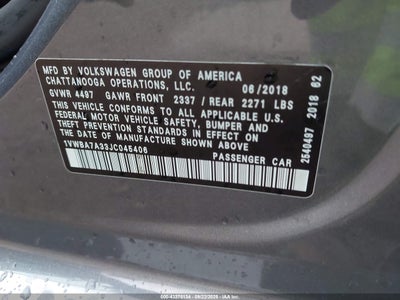 MFD BY VOLKSWAGEN GROUP OF AMERICA
CHATTANOOGA OPERATIONS, LLC. 06/2018
GVWR 4497 GAWR FRONT 2337 / REAR 2271 LBS
THIS VEHICLE CONFORMS TO ALL APPLICABLE U.S.
FEDERAL MOTOR VEHICLE SAFETY, BUMPER AND
THEFT PREVENTION STANDARDS IN EFFECT ON
THE DATE OF MANUFACTURE SHOWN ABOVE.
1VWBA7A33JC045406 PASSENGER CAR
2540497 2018 62